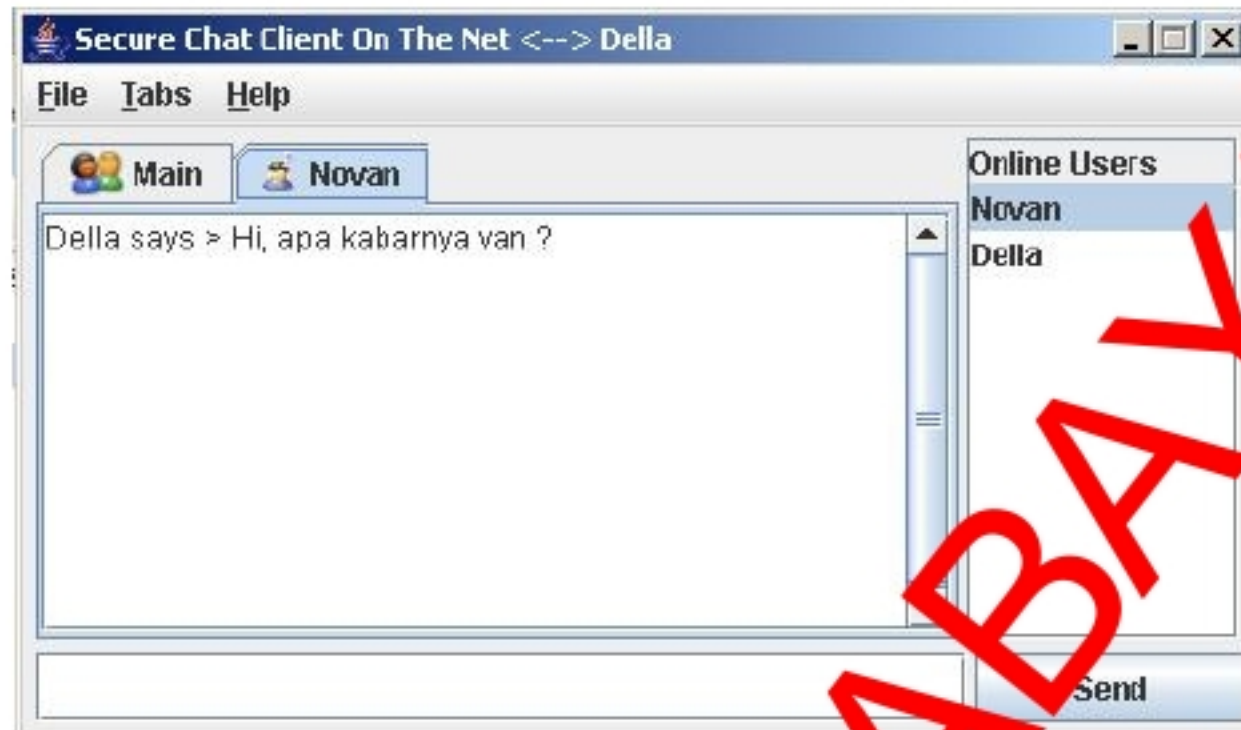 Secure Chat Client On The Net <--> Della
File Tabs Help
Main Novan
Della says > Hi, apa kabarnya van ?
Online Users
Novan
Della
Send
ABAY